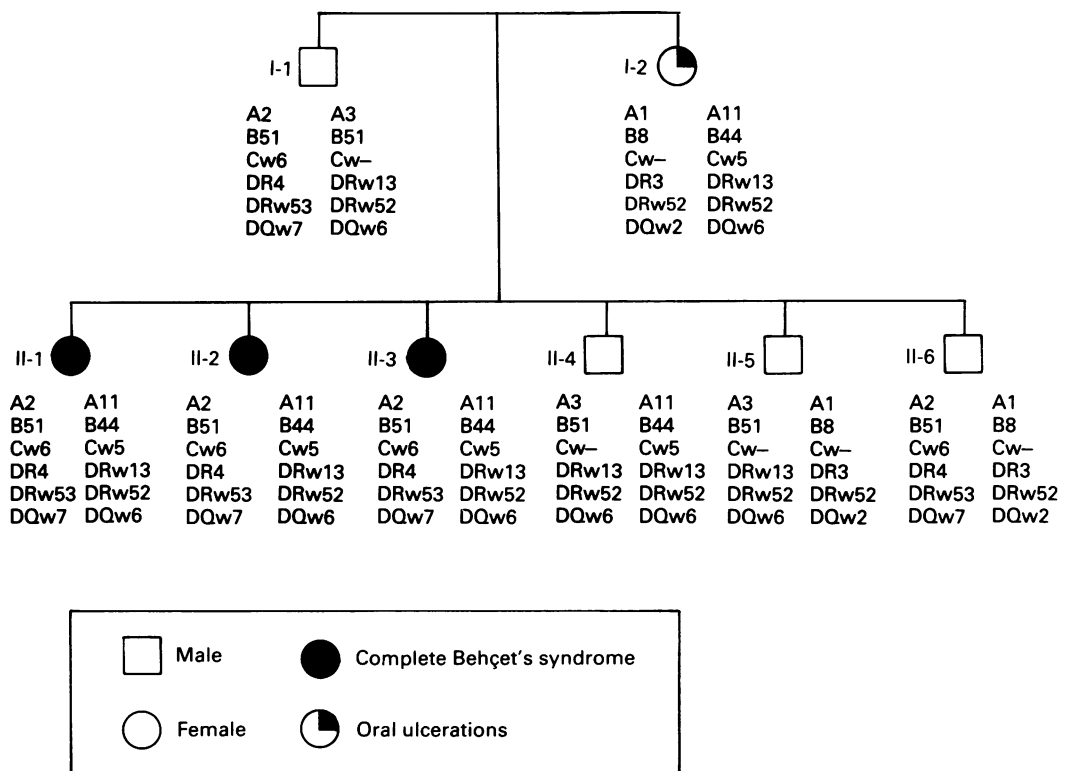 I-1
I-2
A2 A3
B51 B51
Cw6 Cw–
DR4 DRw13
DRw53 DRw52
DQw7 DQw6
A1 A11
B8 B44
Cw– Cw5
DR3 DRw13
DRw52 DRw52
DQw2 DQw6
II-1
II-2
II-3
II-4
II-5
II-6
A2 A11
B51 B44
Cw6 Cw5
DR4 DRw13
DRw53 DRw52
DQw7 DQw6
A2 A11
B51 B44
Cw6 Cw5
DR4 DRw13
DRw53 DRw52
DQw7 DQw6
A2 A11
B51 B44
Cw6 Cw5
DR4 DRw13
DRw53 DRw52
DQw7 DQw6
A3 A11
B51 B44
Cw– Cw5
DRw13 DRw13
DRw52 DRw52
DQw6 DQw6
A3 A1
B51 B8
Cw– Cw–
DRw13 DR3
DRw52 DRw52
DQw6 DQw2
A2 A1
B51 B8
Cw6 Cw–
DR4 DR3
DRw53 DRw52
DQw7 DQw2
Male
Complete Behçet's syndrome
Female
Oral ulcerations